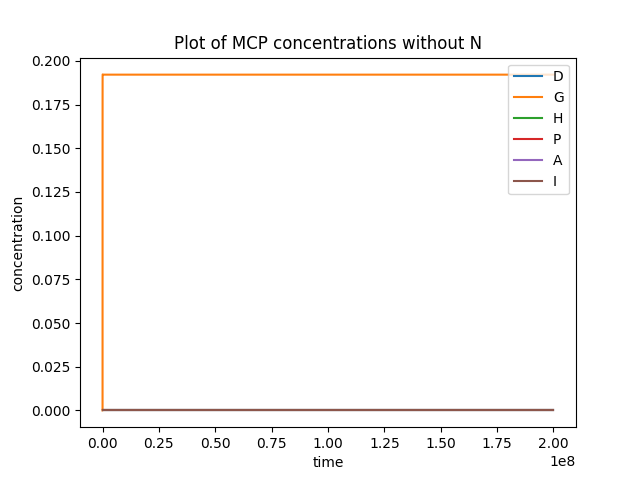 Plot of MCP concentrations without N
0.200
0.175
0.150
0.125
0.100
0.075
0.050
0.025
0.000
concentration
D
G
H
P
A
I
0.00 0.25 0.50 0.75 1.00 1.25 1.50 1.75 2.00
1e8
time